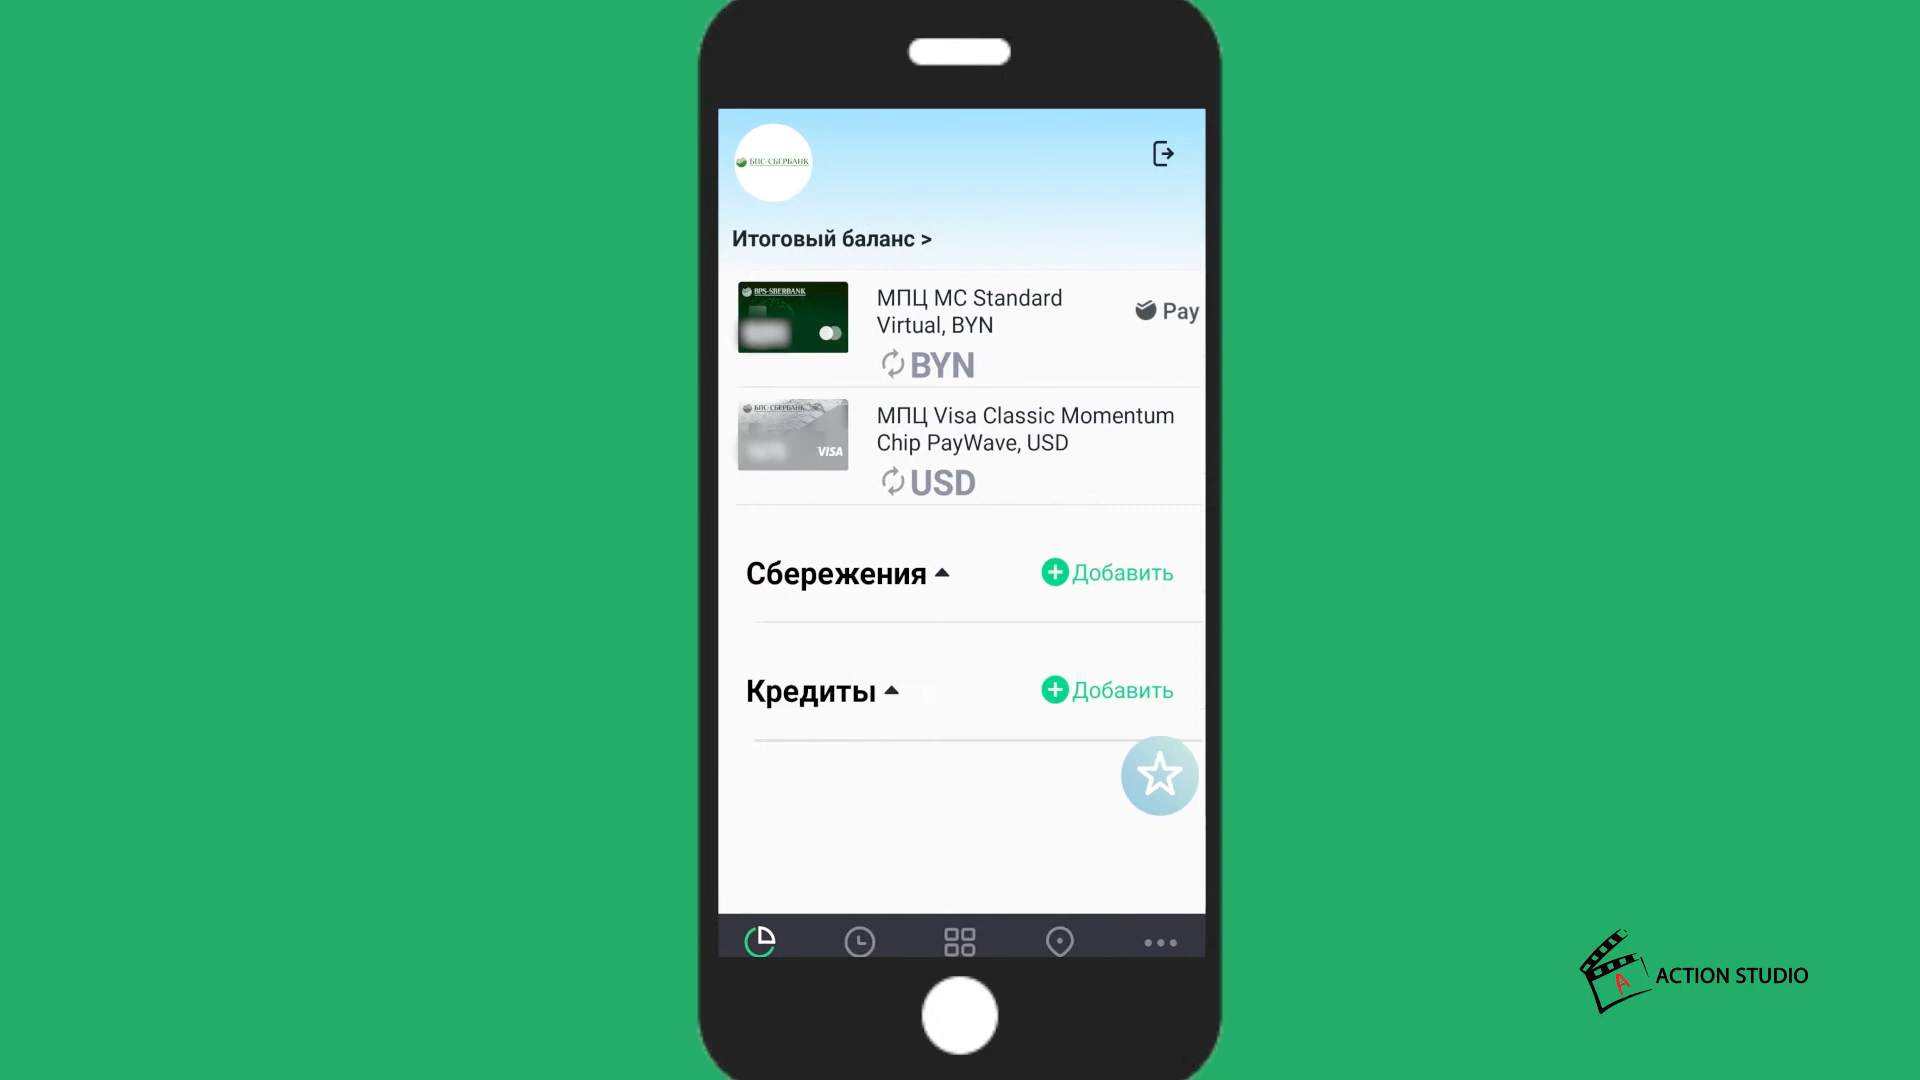 БПС-СБЕРБАНК
Итоговый баланс >
BPS-SBERBANK
МПЦ MC Standard
Virtual, BYN
Pay
BYN
БПС-СБЕРБАНК
VISA
МПЦ Visa Classic Momentum
Chip PayWave, USD
USD
Сбережения
Добавить
Кредиты
Добавить
A
ACTION STUDIO